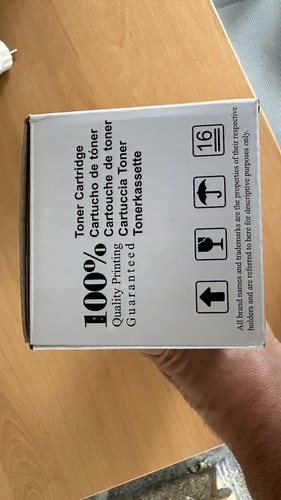 100%
Quality Printing
Guaranteed
Toner Cartridge
Cartucho de tóner
Cartouche de toner
Cartuccia Toner
Tonerkassette
16
All brand names and trademarks are the properties of their respective
holders and are referred to here for descriptive purposes only.